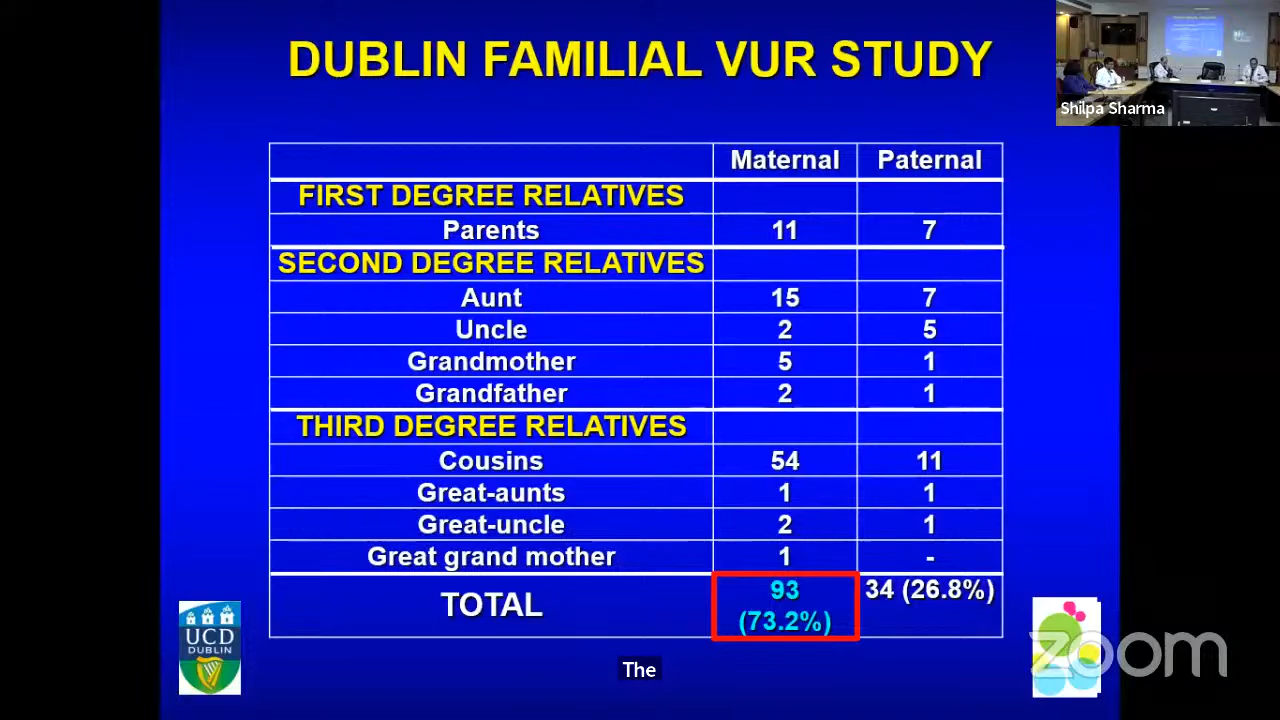 DUBLIN FAMILIAL VUR STUDY
Shilpa Sharma
Maternal Paternal
FIRST DEGREE RELATIVES
Parents 11 7
SECOND DEGREE RELATIVES
Aunt 15 7
Uncle 2 5
Grandmother 5 1
Grandfather 2 1
THIRD DEGREE RELATIVES
Cousins 54 11
Great-aunts 1 1
Great-uncle 2 1
Great grand mother 1 -
TOTAL 93 (73.2%) 34 (26.8%)
UCD
DUBLIN
The
zoom